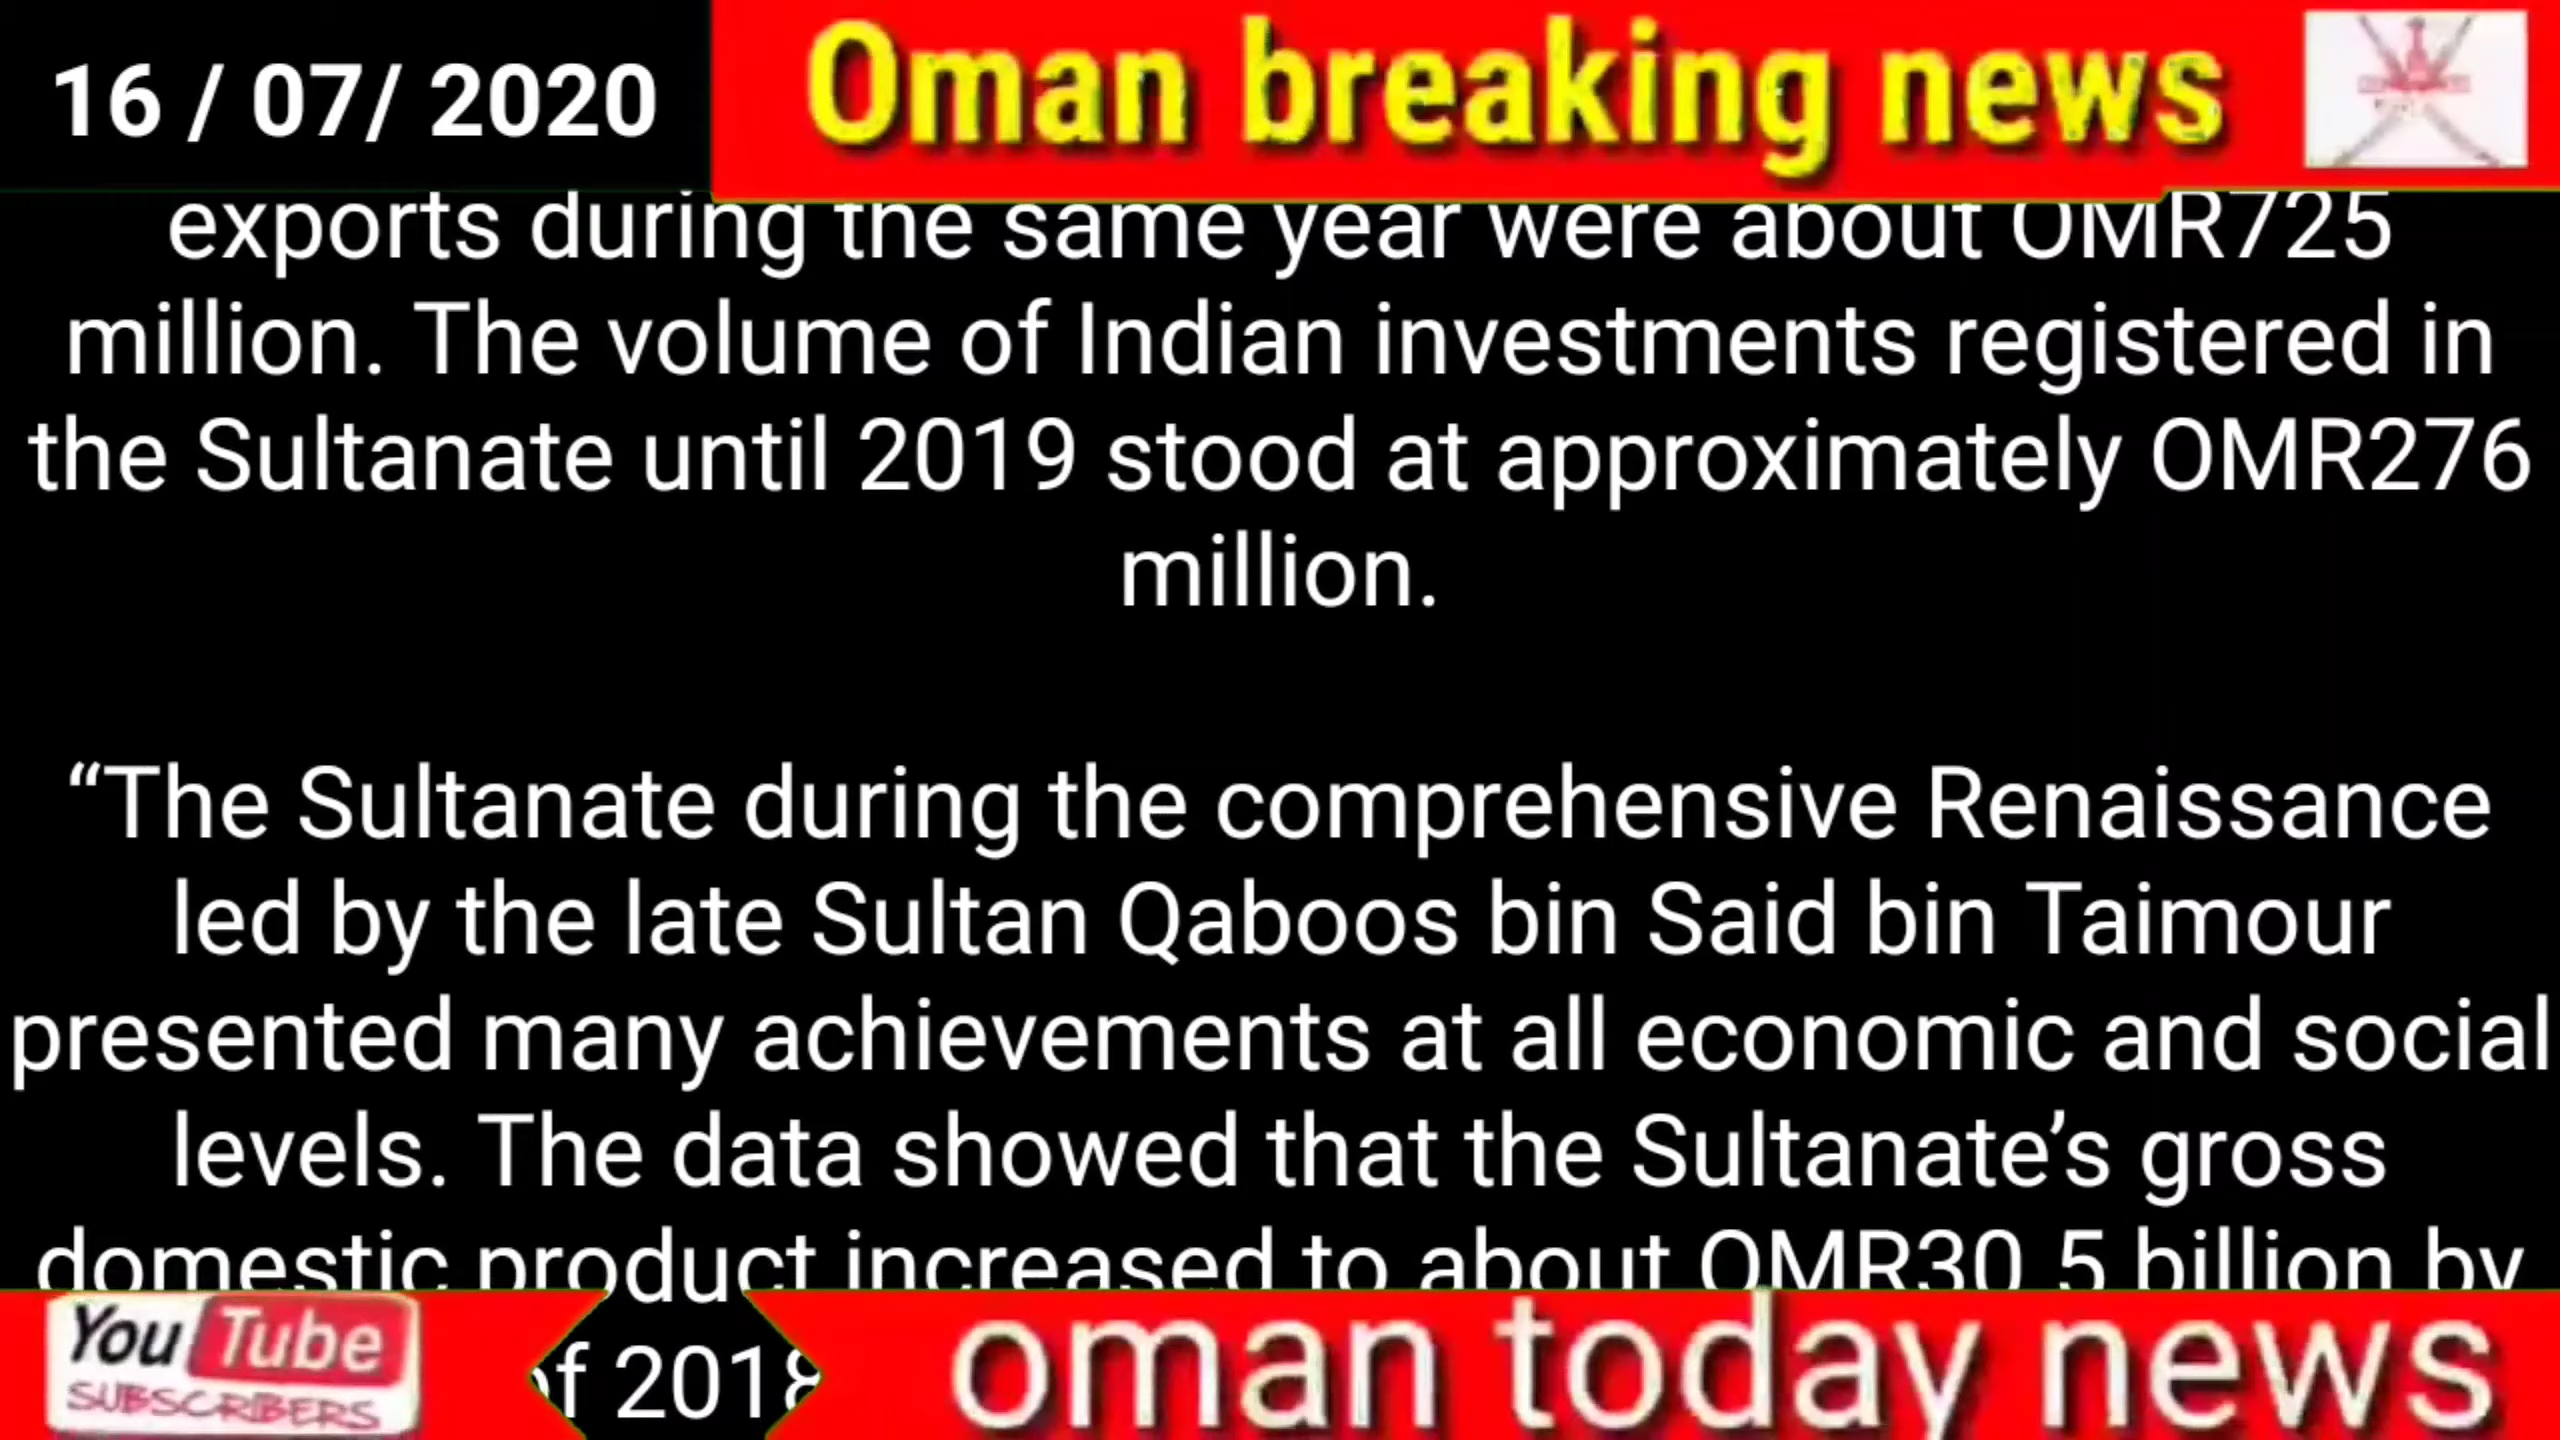 16 / 07/ 2020
Oman breaking news
exports during the same year were about OMR725
million. The volume of Indian investments registered in
the Sultanate until 2019 stood at approximately OMR276
million.
“The Sultanate during the comprehensive Renaissance
led by the late Sultan Qaboos bin Said bin Taimour
presented many achievements at all economic and social
levels. The data showed that the Sultanate’s gross
domestic product increased to about OMR30.5 billion by
of 2018
YouTube
SUBSCRIBERS
oman today news